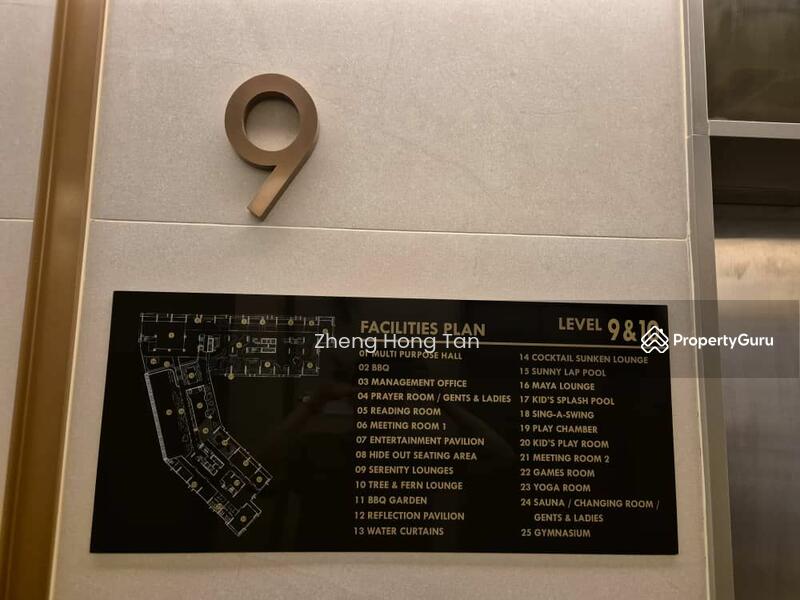 9
FACILITIES PLAN
LEVEL 9 &
Zheng Hong Tan
PropertyGuru
01 MULTI PURPOSE HALL
02 BBQ
03 MANAGEMENT OFFICE
04 PRAYER ROOM / GENTS & LADIES
05 READING ROOM
06 MEETING ROOM 1
07 ENTERTAINMENT PAVILION
08 HIDE OUT SEATING AREA
09 SERENITY LOUNGES
10 TREE & FERN LOUNGE
11 BBQ GARDEN
12 REFLECTION PAVILION
13 WATER CURTAINS
14 COCKTAIL SUNKEN LOUNGE
15 SUNNY LAP POOL
16 MAYA LOUNGE
17 KID'S SPLASH POOL
18 SING-A-SWING
19 PLAY CHAMBER
20 KID'S PLAY ROOM
21 MEETING ROOM 2
22 GAMES ROOM
23 YOGA ROOM
24 SAUNA / CHANGING ROOM /
GENTS & LADIES
25 GYMNASIUM